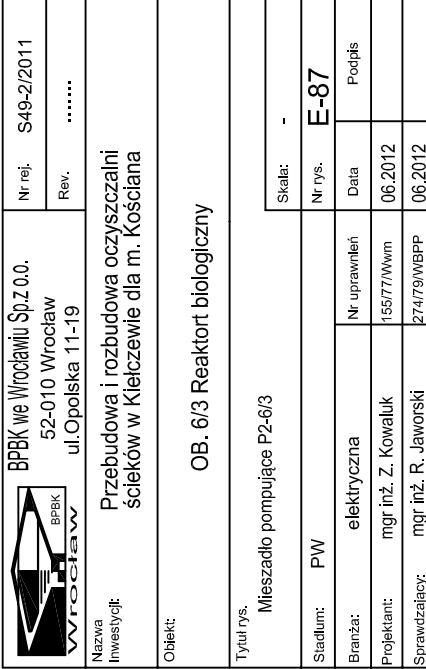 BPBK
Wrocław
BPBK we Wrocławiu Sp.z o.o.
52-010 Wrocław
ul.Opolska 11-19
Nr rej. S49-2/2011
Rev. .......
Nazwa
Inwestycji:
Przebudowa i rozbudowa oczyszczalni
ścieków w Kiełczewie dla m. Kościana
Obiekt:
OB. 6/3 Reaktort biologiczny
Tytuł rys.
Mieszadło pompujące P2-6/3
Skala: -
Stadium: PW
Nr rys. E-87
Branża: elektryczna Nr uprawnień Data Podpis
Projektant: mgr inż. Z. Kowaluk 155/77/Wwm 06.2012
Sprawdzający: mgr inż. R. Jaworski 274/79/WBPP 06.2012